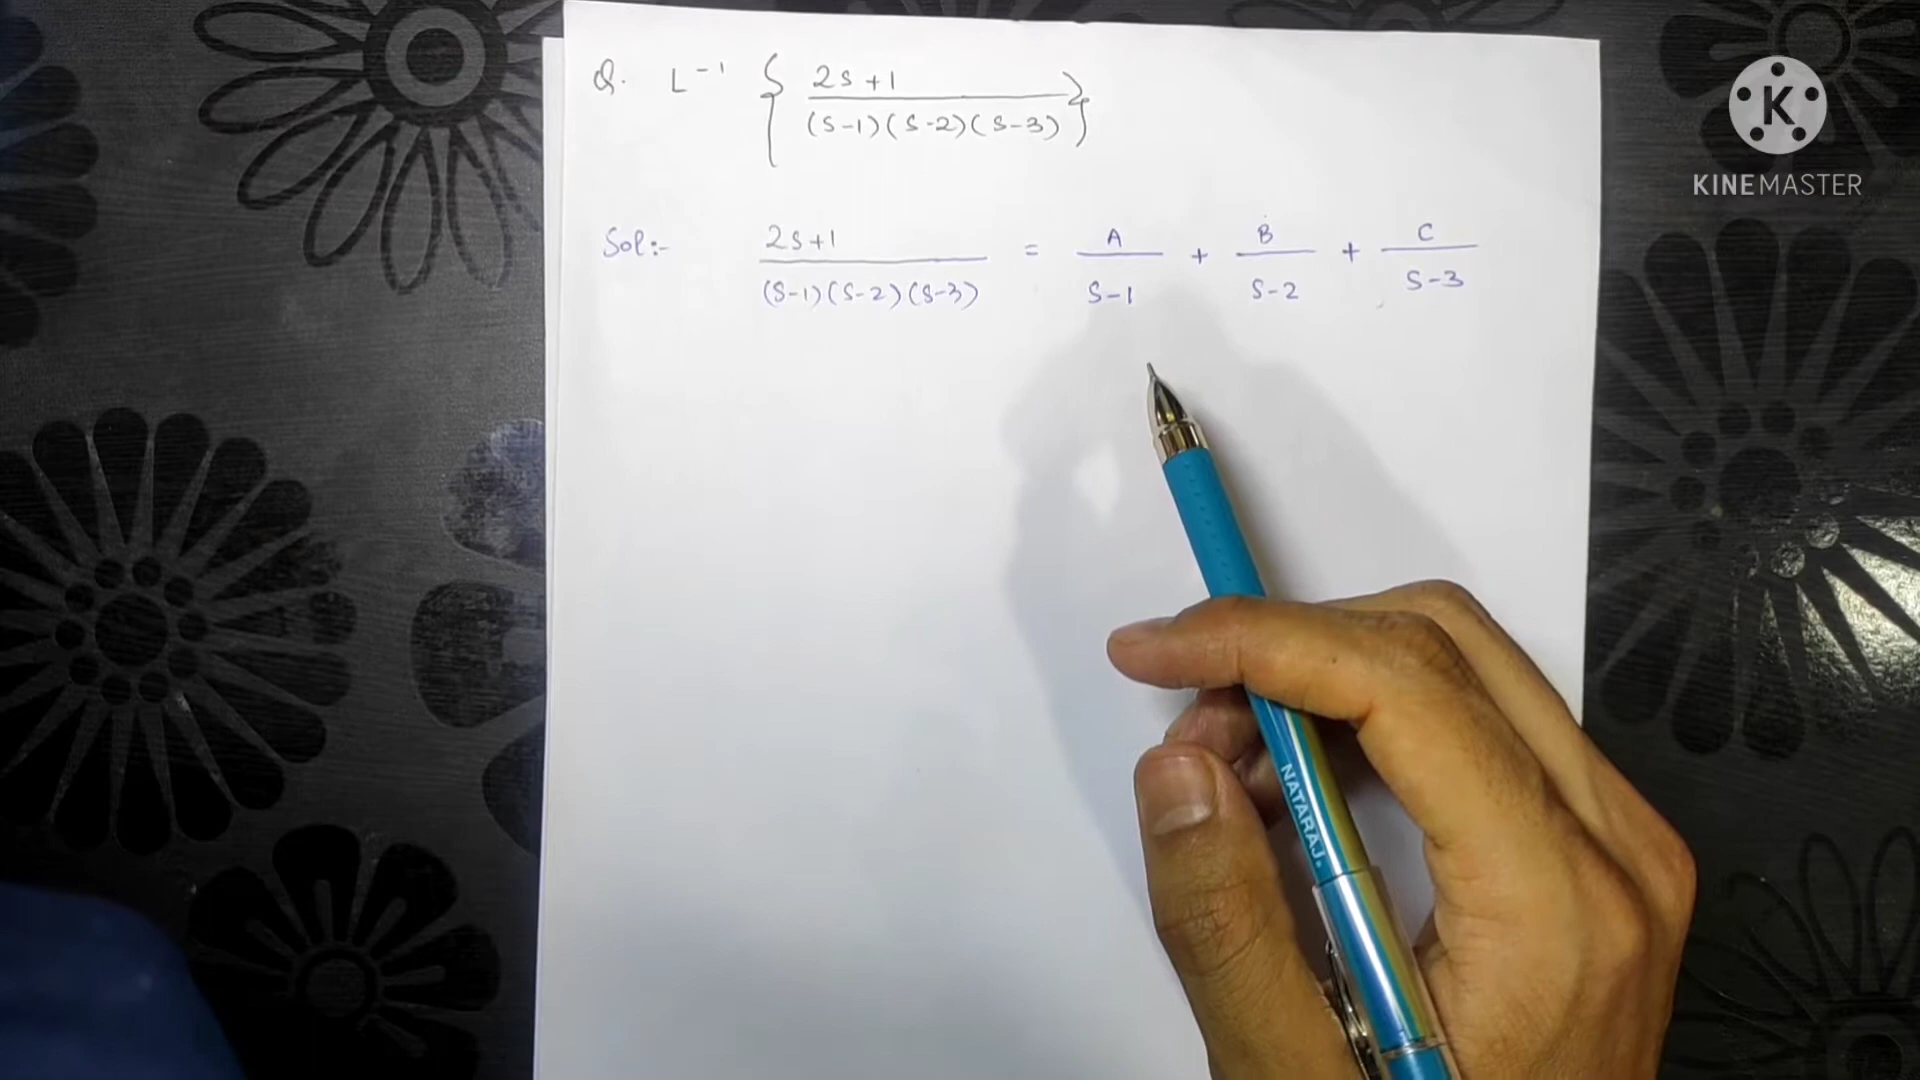 Q. L⁻¹ { 2s+1
(s-1)(s-2)(s-3) }
Sol:- 2s+1 = A + B + C
(s-1)(s-2)(s-3) s-1 s-2 s-3
K
KINEMASTER
NATARAJ